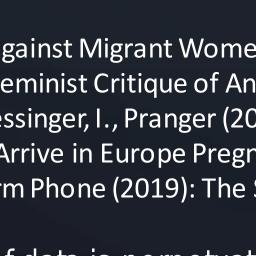 gainst Migrant Wome
eminist Critique of An
essinger, I., Pranger (20
Arrive in Europe Pregn
rm Phone (2019): The S